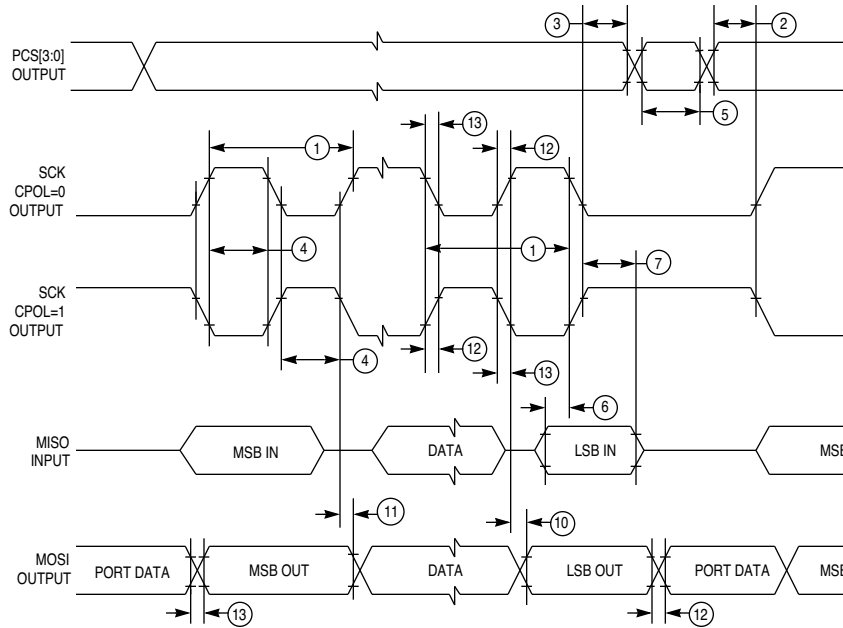 3
2
PCS[3:0]
OUTPUT
5
13
12
1
SCK
CPOL=0
OUTPUT
4
1
7
SCK
CPOL=1
OUTPUT
12
4
13
6
MISO
INPUT
MSB IN
DATA
LSB IN
MSB
11
10
MOSI
OUTPUT
PORT DATA
MSB OUT
DATA
LSB OUT
PORT DATA
MSB
13
12